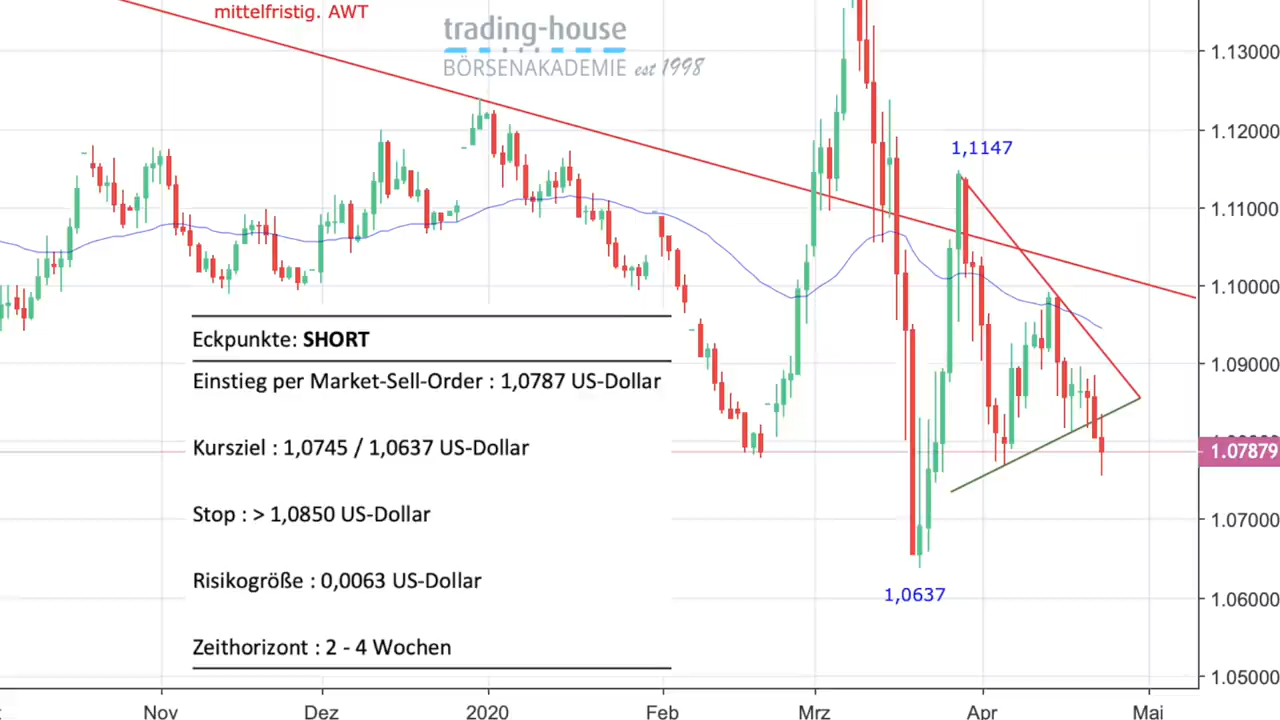 mittelfristig. AWT
trading-house
BÖRSENAKADEMIE est 1998
1.13000
1.12000
1,1147
1.11000
1.10000
Eckpunkte: SHORT
1.09000
Einstieg per Market-Sell-Order : 1,0787 US-Dollar
Kursziel : 1,0745 / 1,0637 US-Dollar
1.07879
Stop : > 1,0850 US-Dollar
1.07000
Risikogröße : 0,0063 US-Dollar
1,0637
1.06000
Zeithorizont : 2 - 4 Wochen
1.05000
Nov Dez 2020 Feb Mrz Apr Mai